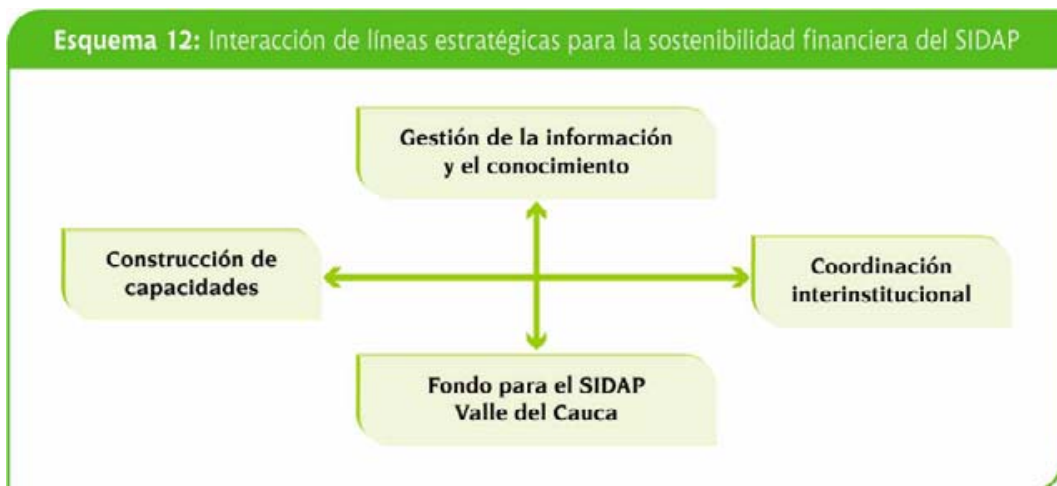 Esquema 12: Interacción de líneas estratégicas para la sostenibilidad financiera del SIDAP
Gestión de la información
y el conocimiento
Construcción de
capacidades
Coordinación
interinstitucional
Fondo para el SIDAP
Valle del Cauca